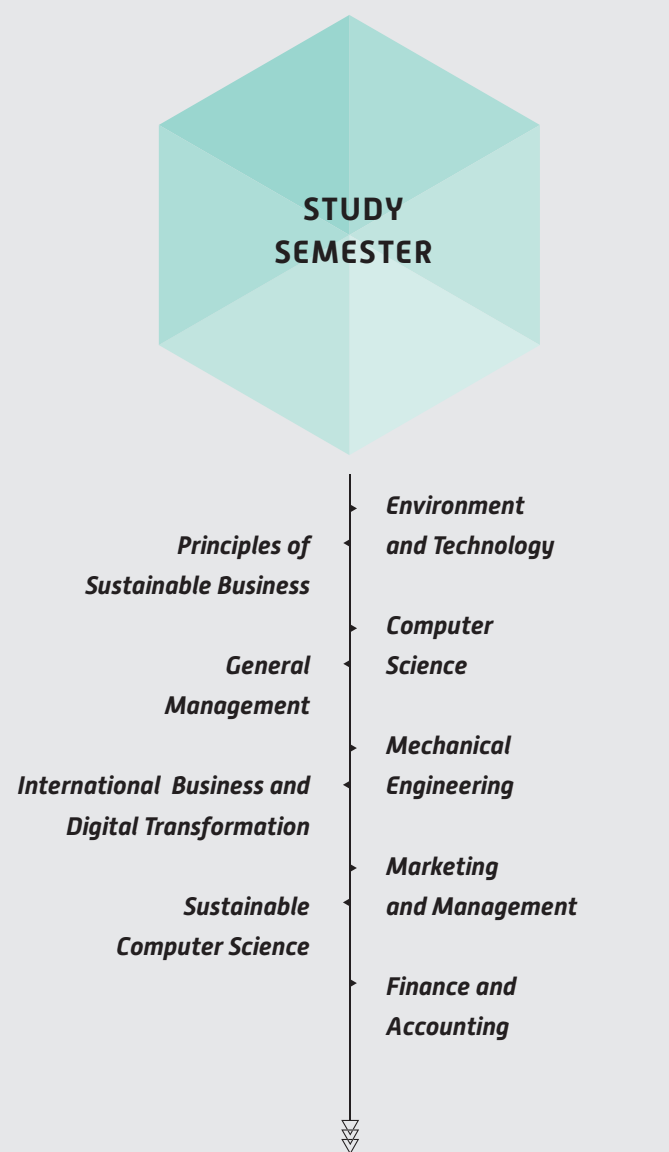 STUDY
SEMESTER
Environment
and Technology
Principles of
Sustainable Business
Computer
Science
General
Management
Mechanical
Engineering
International Business and
Digital Transformation
Marketing
and Management
Sustainable
Computer Science
Finance and
Accounting